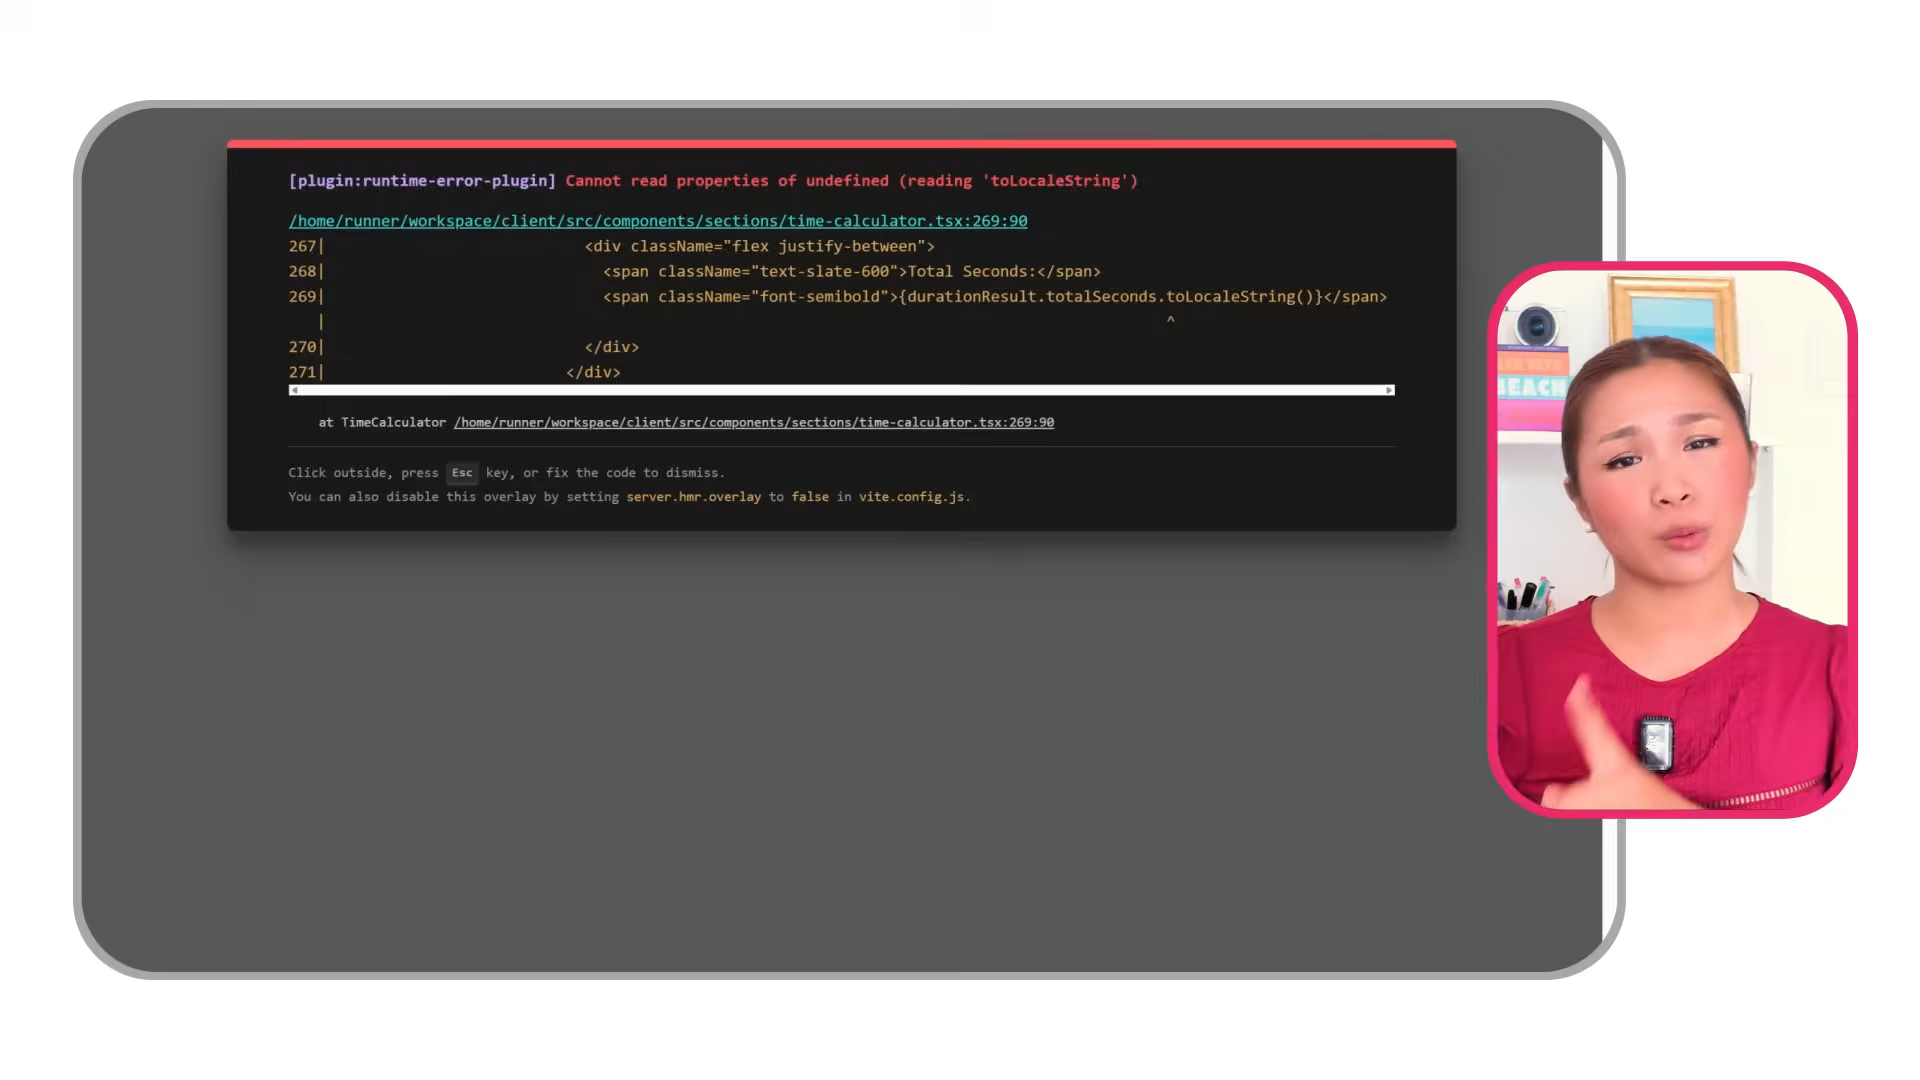 [plugin:runtime-error-plugin] Cannot read properties of undefined (reading 'toLocaleString')
/home/runner/workspace/client/src/components/sections/time-calculator.tsx:269:90
267|                            <div className="flex justify-between">
268|                              <span className="text-slate-600">Total Seconds:</span>
269|                              <span className="font-semibold">{durationResult.totalSeconds.toLocaleString()}</span>
   |                                                                                           ^
270|                            </div>
271|                          </div>
at TimeCalculator /home/runner/workspace/client/src/components/sections/time-calculator.tsx:269:90
Click outside, press Esc key, or fix the code to dismiss.
You can also disable this overlay by setting server.hmr.overlay to false in vite.config.js.
BEACH